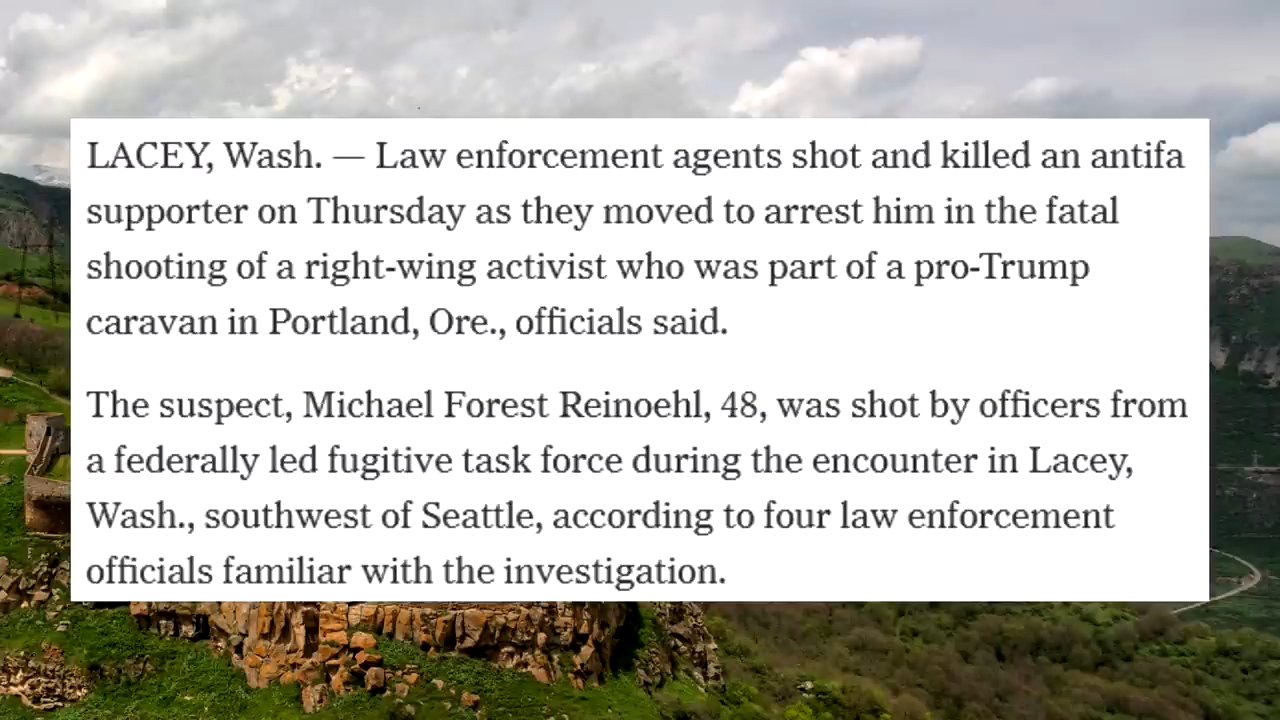 LACEY, Wash. — Law enforcement agents shot and killed an antifa
supporter on Thursday as they moved to arrest him in the fatal
shooting of a right-wing activist who was part of a pro-Trump
caravan in Portland, Ore., officials said.
The suspect, Michael Forest Reinoehl, 48, was shot by officers from
a federally led fugitive task force during the encounter in Lacey,
Wash., southwest of Seattle, according to four law enforcement
officials familiar with the investigation.